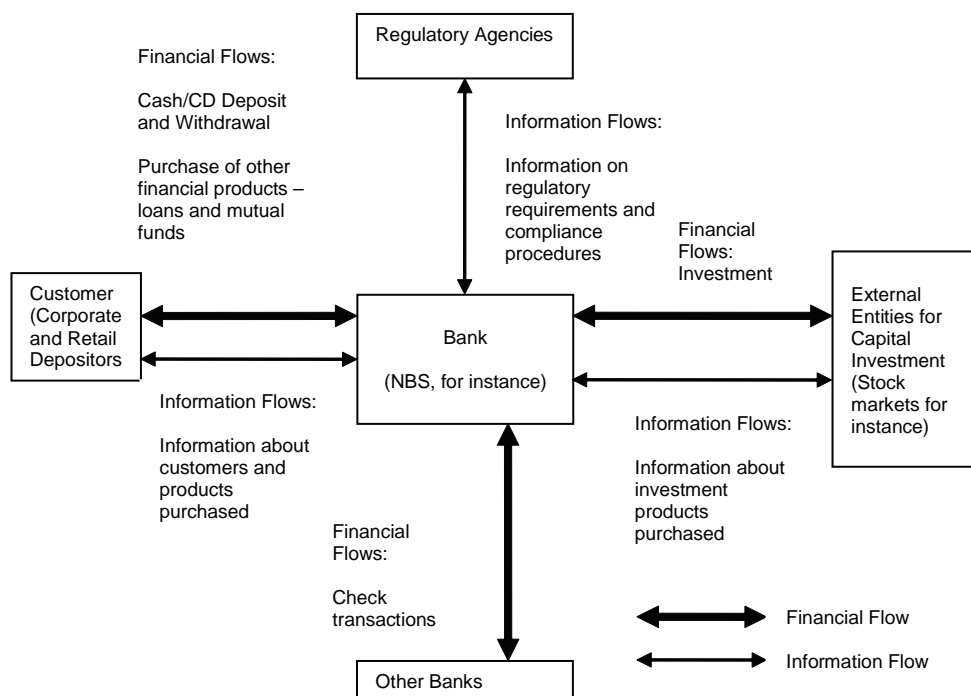 Regulatory Agencies
Financial Flows:
Cash/CD Deposit
and Withdrawal
Purchase of other
financial products –
loans and mutual
funds
Information Flows:
Information on
regulatory
requirements and
compliance
procedures
Financial
Flows:
Investment
Customer
(Corporate
and Retail
Depositors
Bank
(NBS, for instance)
External
Entities for
Capital
Investment
(Stock
markets for
instance)
Information Flows:
Information about
customers and
products
purchased
Information Flows:
Information about
investment
products
purchased
Financial
Flows:
Check
transactions
Financial Flow
Information Flow
Other Banks